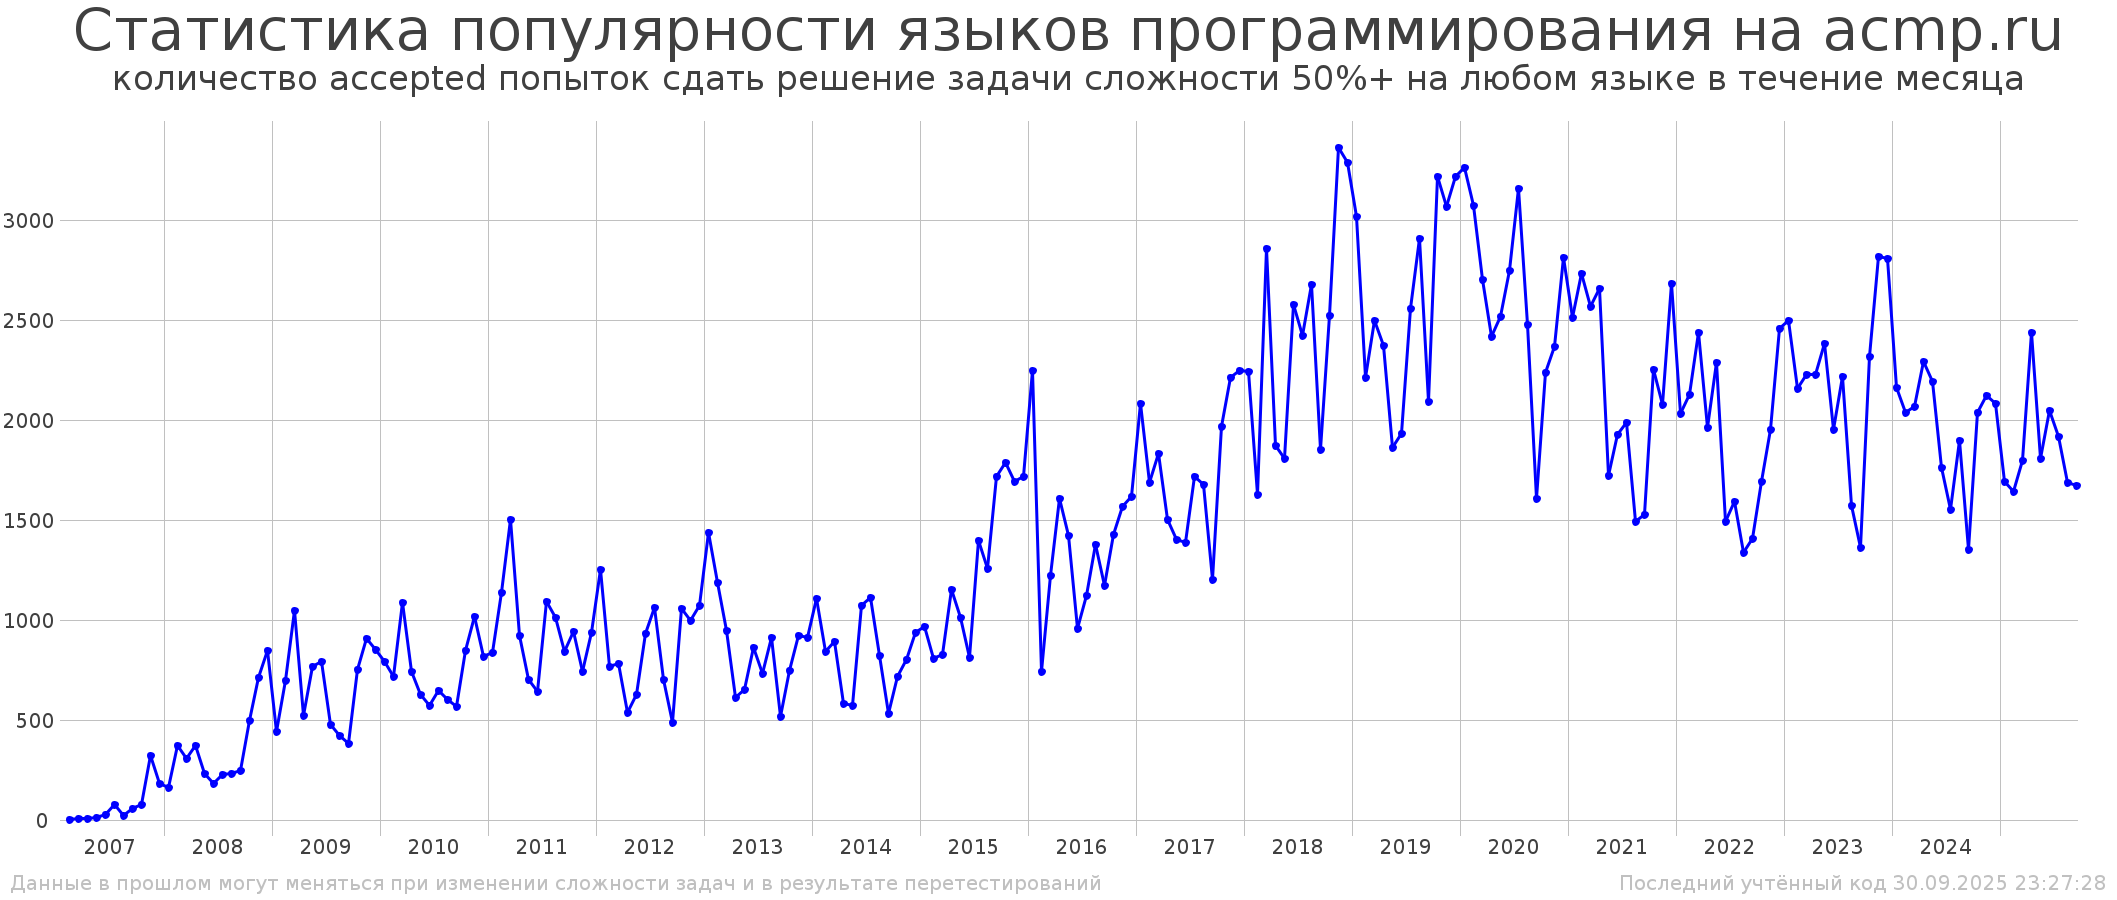 Статистика популярности языков программирования на acmp.ru
количество accepted попыток сдать решение задачи сложности 50%+ на любом языке в течение месяца
3000
2500
2000
1500
1000
500
0
2007 2008 2009 2010 2011 2012 2013 2014 2015 2016 2017 2018 2019 2020 2021 2022 2023 2024
Данные в прошлом могут меняться при изменении сложности задач и в результате перетестирований
Последний учтённый код 30.09.2025 23:27:28